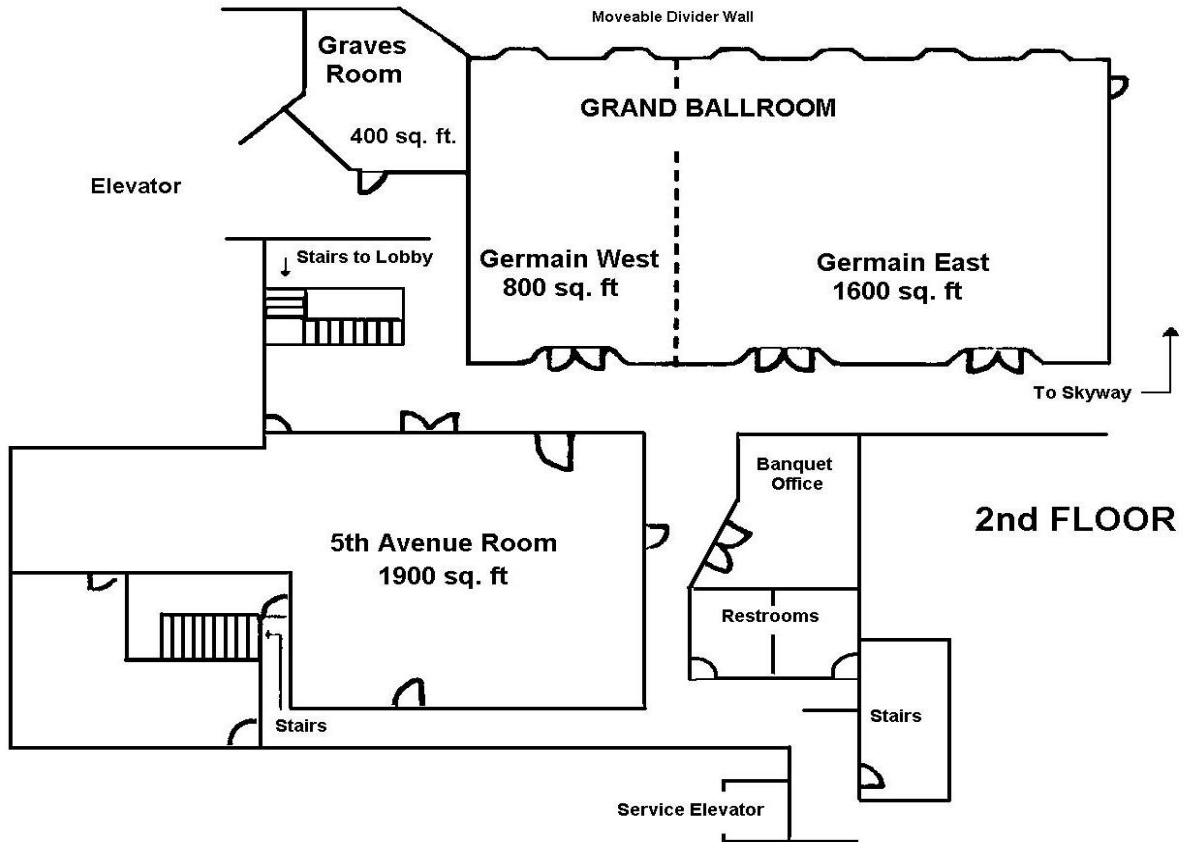 Moveable Divider Wall
Graves
Room
400 sq. ft.
GRAND BALLROOM
Elevator
Stairs to Lobby
Germain West
800 sq. ft
Germain East
1600 sq. ft
To Skyway
Banquet
Office
2nd FLOOR
5th Avenue Room
1900 sq. ft
Restrooms
Stairs
Stairs
Service Elevator